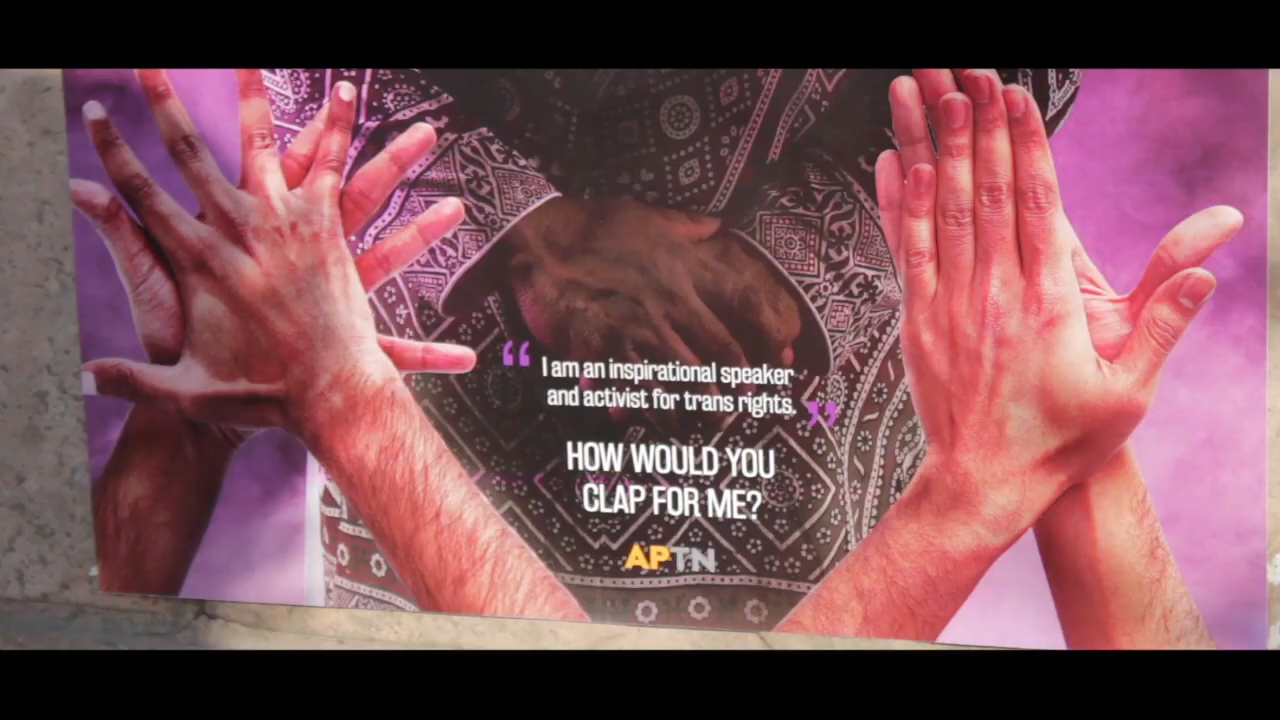 “ I am an inspirational speaker
and activist for trans rights. ”
HOW WOULD YOU
CLAP FOR ME?
APTN